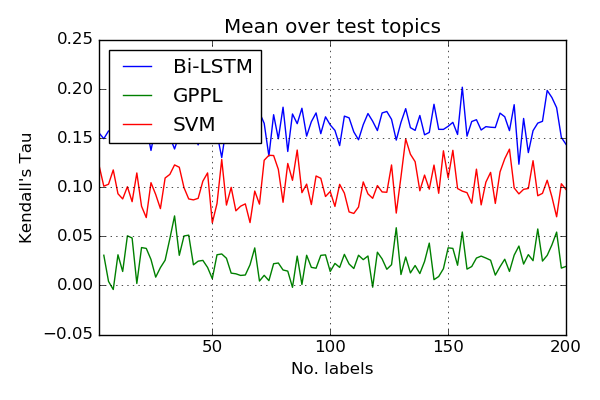 Mean over test topics
0.25
0.20
0.15
0.10
0.05
0.00
−0.05
Kendall's Tau
Bi-LSTM
GPPL
SVM
50
100
150
200
No. labels